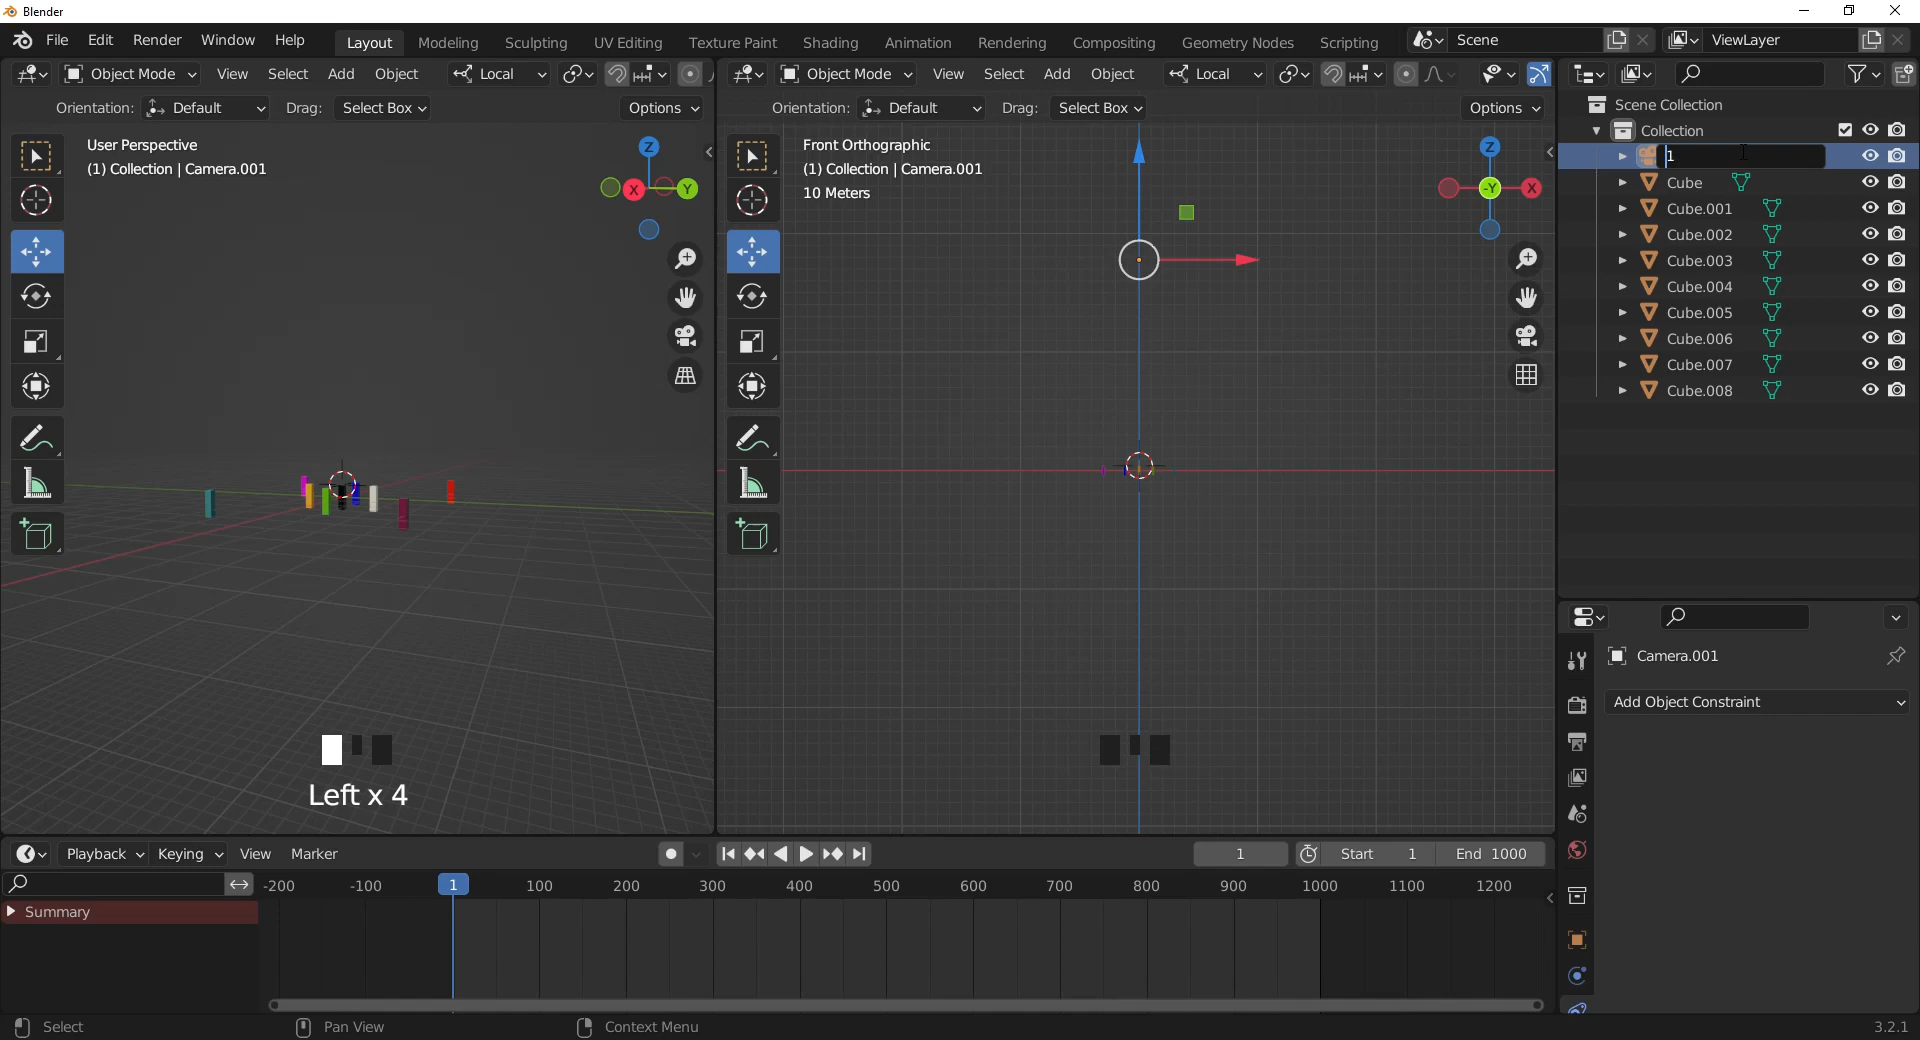 Blender
File Edit Render Window Help Layout Modeling Sculpting UV Editing Texture Paint Shading Animation Rendering Compositing Geometry Nodes Scripting Scene ViewLayer
Object Mode View Select Add Object Local Object Mode View Select Add Object Local
Orientation: Default Drag: Select Box Options Orientation: Default Drag: Select Box Options
User Perspective
(1) Collection | Camera.001
Z
X
Y
Front Orthographic
(1) Collection | Camera.001
10 Meters
Z
-Y
X
Scene Collection
Collection
1
Cube
Cube.001
Cube.002
Cube.003
Cube.004
Cube.005
Cube.006
Cube.007
Cube.008
Left x 4
Camera.001
Add Object Constraint
Playback Keying View Marker 1 Start 1 End 1000
-200 -100 1 100 200 300 400 500 600 700 800 900 1000 1100 1200
Summary
Select Pan View Context Menu 3.2.1